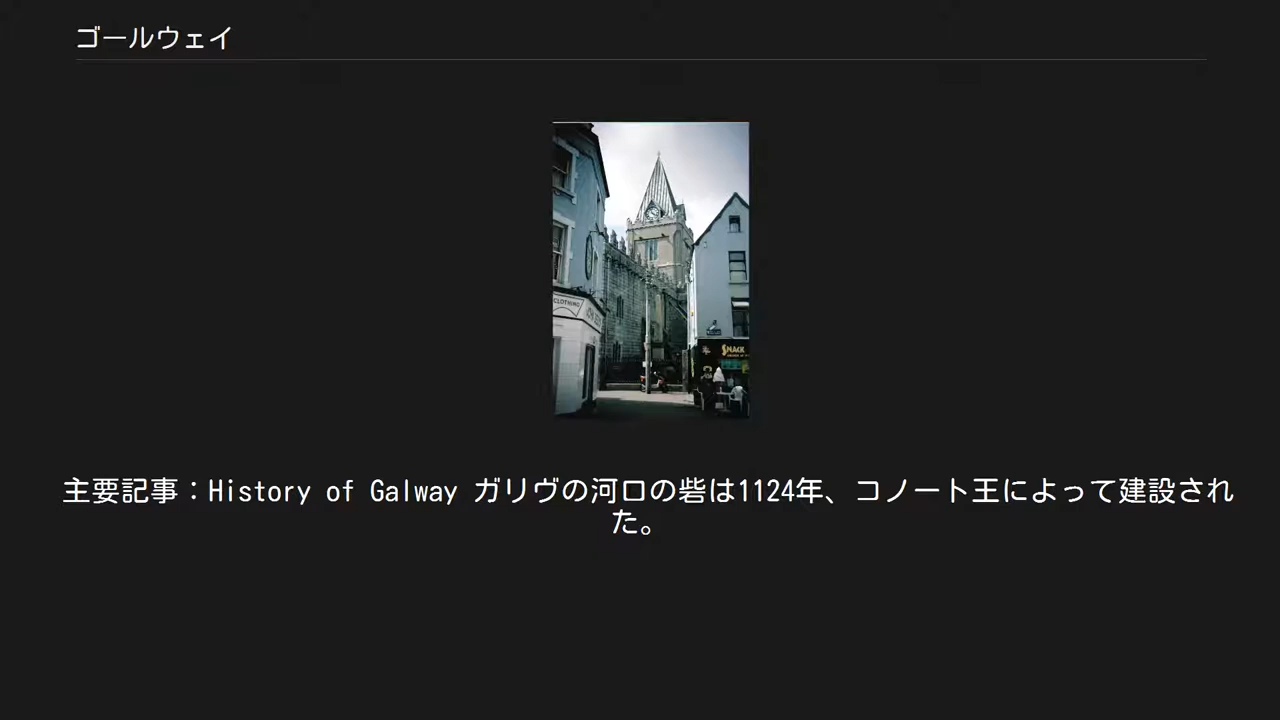 ゴールウェイ
CLOTHING
SNACK
主要記事：History of Galway ガリヴの河口の砦は1124年、コノート王によって建設され
た。